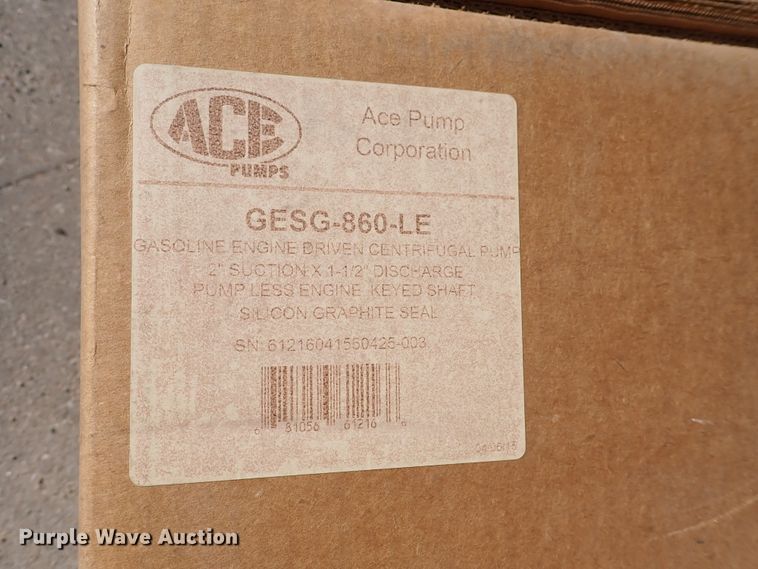 ACE
PUMPS
Ace Pump
Corporation
GESG-860-LE
GASOLINE ENGINE DRIVEN CENTRIFUGAL PUMP
2" SUCTION X 1-1/2" DISCHARGE
PUMP LESS ENGINE KEYED SHAFT
SILICON GRAPHITE SEAL
SN: 61216041550425-003
6 81056 61216 6
Purple Wave Auction